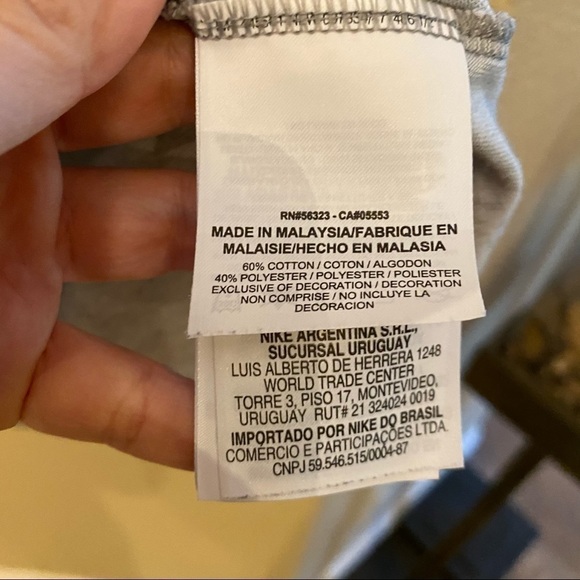 RN#56323 - CA#05553
MADE IN MALAYSIA/FABRIQUE EN
MALAISIE/HECHO EN MALASIA
60% COTTON / COTON / ALGODON
40% POLYESTER / POLYESTER / POLIESTER
EXCLUSIVE OF DECORATION / DECORATION
NON COMPRISE / NO INCLUYE LA
DECORACION
NIKE ARGENTINA S.R.L.,
SUCURSAL URUGUAY
LUIS ALBERTO DE HERRERA 1248
WORLD TRADE CENTER
TORRE 3, PISO 17, MONTEVIDEO,
URUGUAY RUT# 21 324024 0019
IMPORTADO POR NIKE DO BRASIL
COMÉRCIO E PARTICIPAÇÕES LTDA.
CNPJ 59.546.515/0004-87